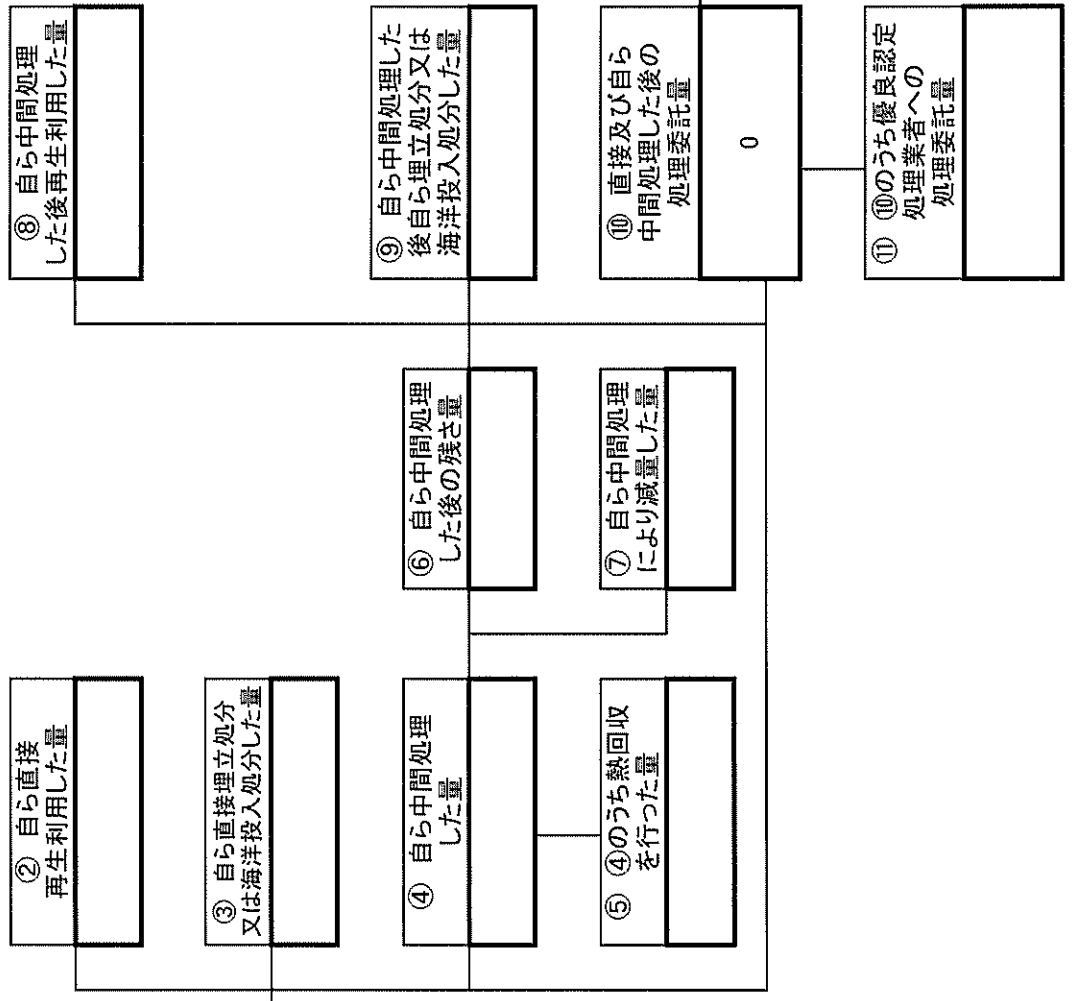 ② 自ら直接
再生利用した量
③ 自ら直接埋立処分
又は海洋投入処分した量
④ 自ら中間処理
した量
⑤ ④のうち熱回収
を行った量
⑥ 自ら中間処理
した後の残さ量
⑦ 自ら中間処理
により減量した量
⑧ 自ら中間処理
した後再生利用した量
⑨ 自ら中間処理した
後自ら埋立処分又は
海洋投入処分した量
⑩ 直接及び自ら
中間処理した後の
処理委託量
0
⑪ ⑩のうち優良認定
処理業者への
処理委託量